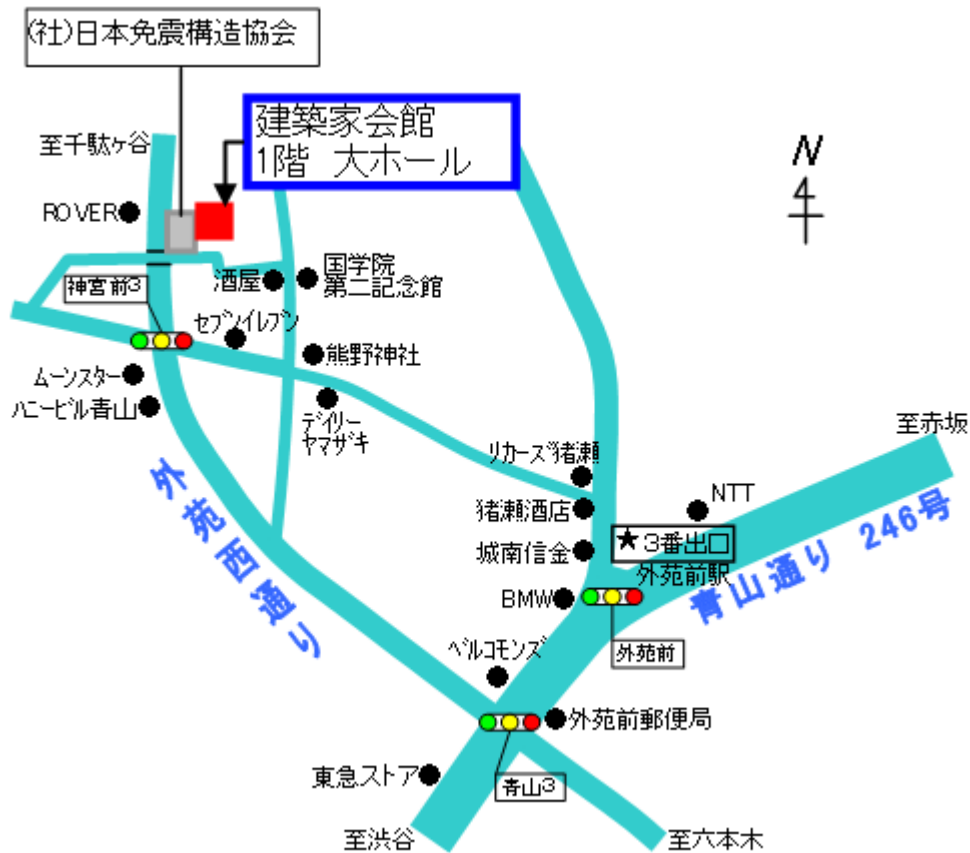 (社)日本免震構造協会
建築家会館
1階 大ホール
至千駄ヶ谷
N
ROVER
神宮前3
酒屋
国学院
第二記念館
セブンイレブン
熊野神社
ムーンスター
ハニービル青山
デイリー
ヤマザキ
至赤坂
リカーズ猪瀬
NTT
猪瀬酒店
★3番出口
城南信金
外苑前駅
青山通り 246号
BMW
外苑西通り
外苑前
ベルコモンズ
外苑前郵便局
東急ストア
青山3
至渋谷
至六本木